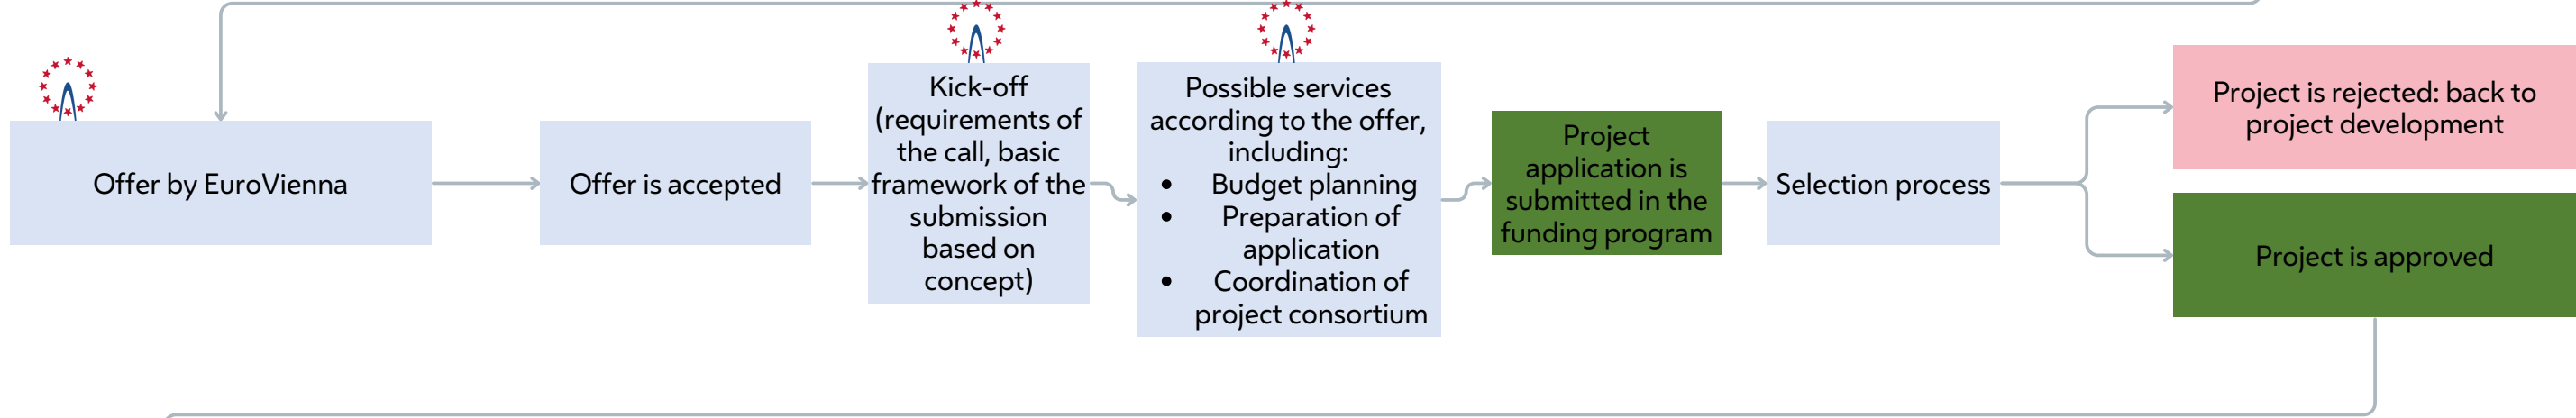 Offer by EuroVienna
Offer is accepted
Kick-off
(requirements of
the call, basic
framework of the
submission
based on
concept)
Possible services
according to the offer,
including:
• Budget planning
• Preparation of
application
• Coordination of
project consortium
Project
application is
submitted in the
funding program
Selection process
Project is rejected: back to
project development
Project is approved